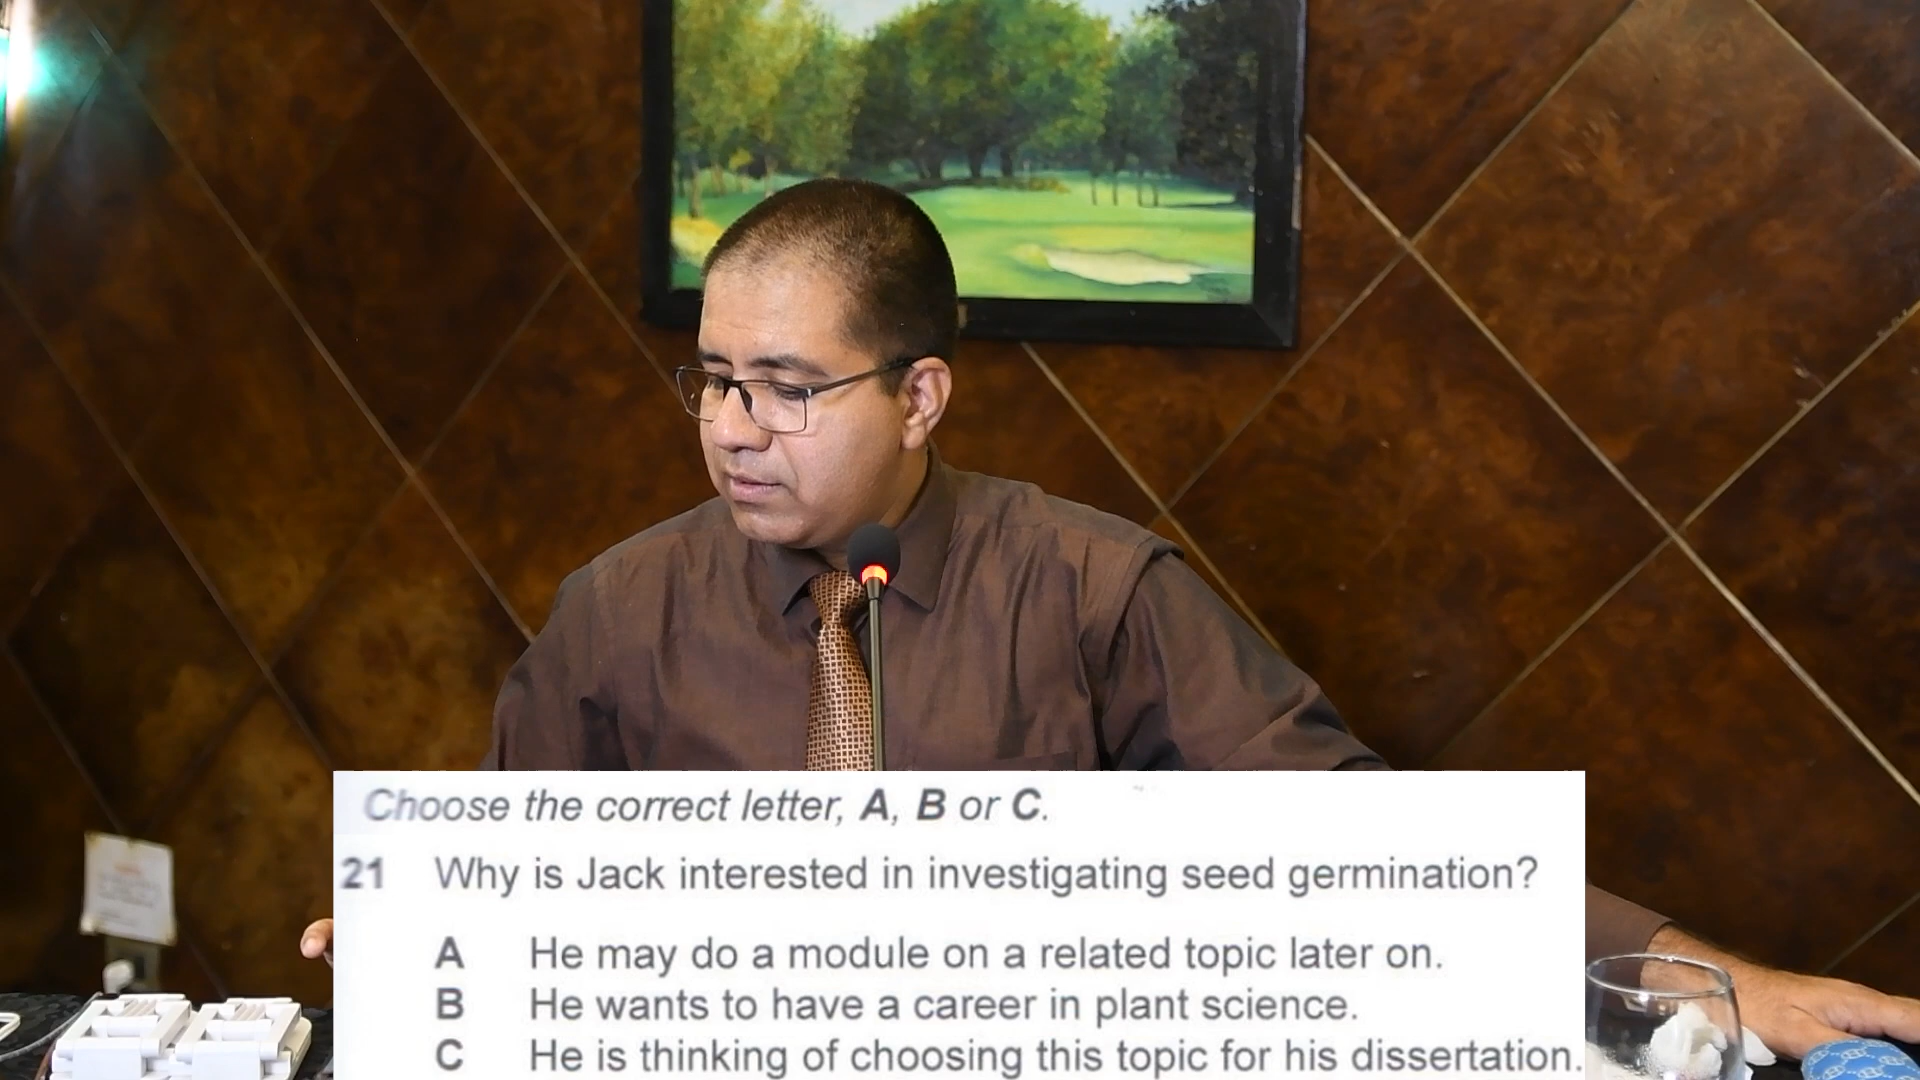 Choose the correct letter, A, B or C.
21 Why is Jack interested in investigating seed germination?
A He may do a module on a related topic later on.
B He wants to have a career in plant science.
C He is thinking of choosing this topic for his dissertation.